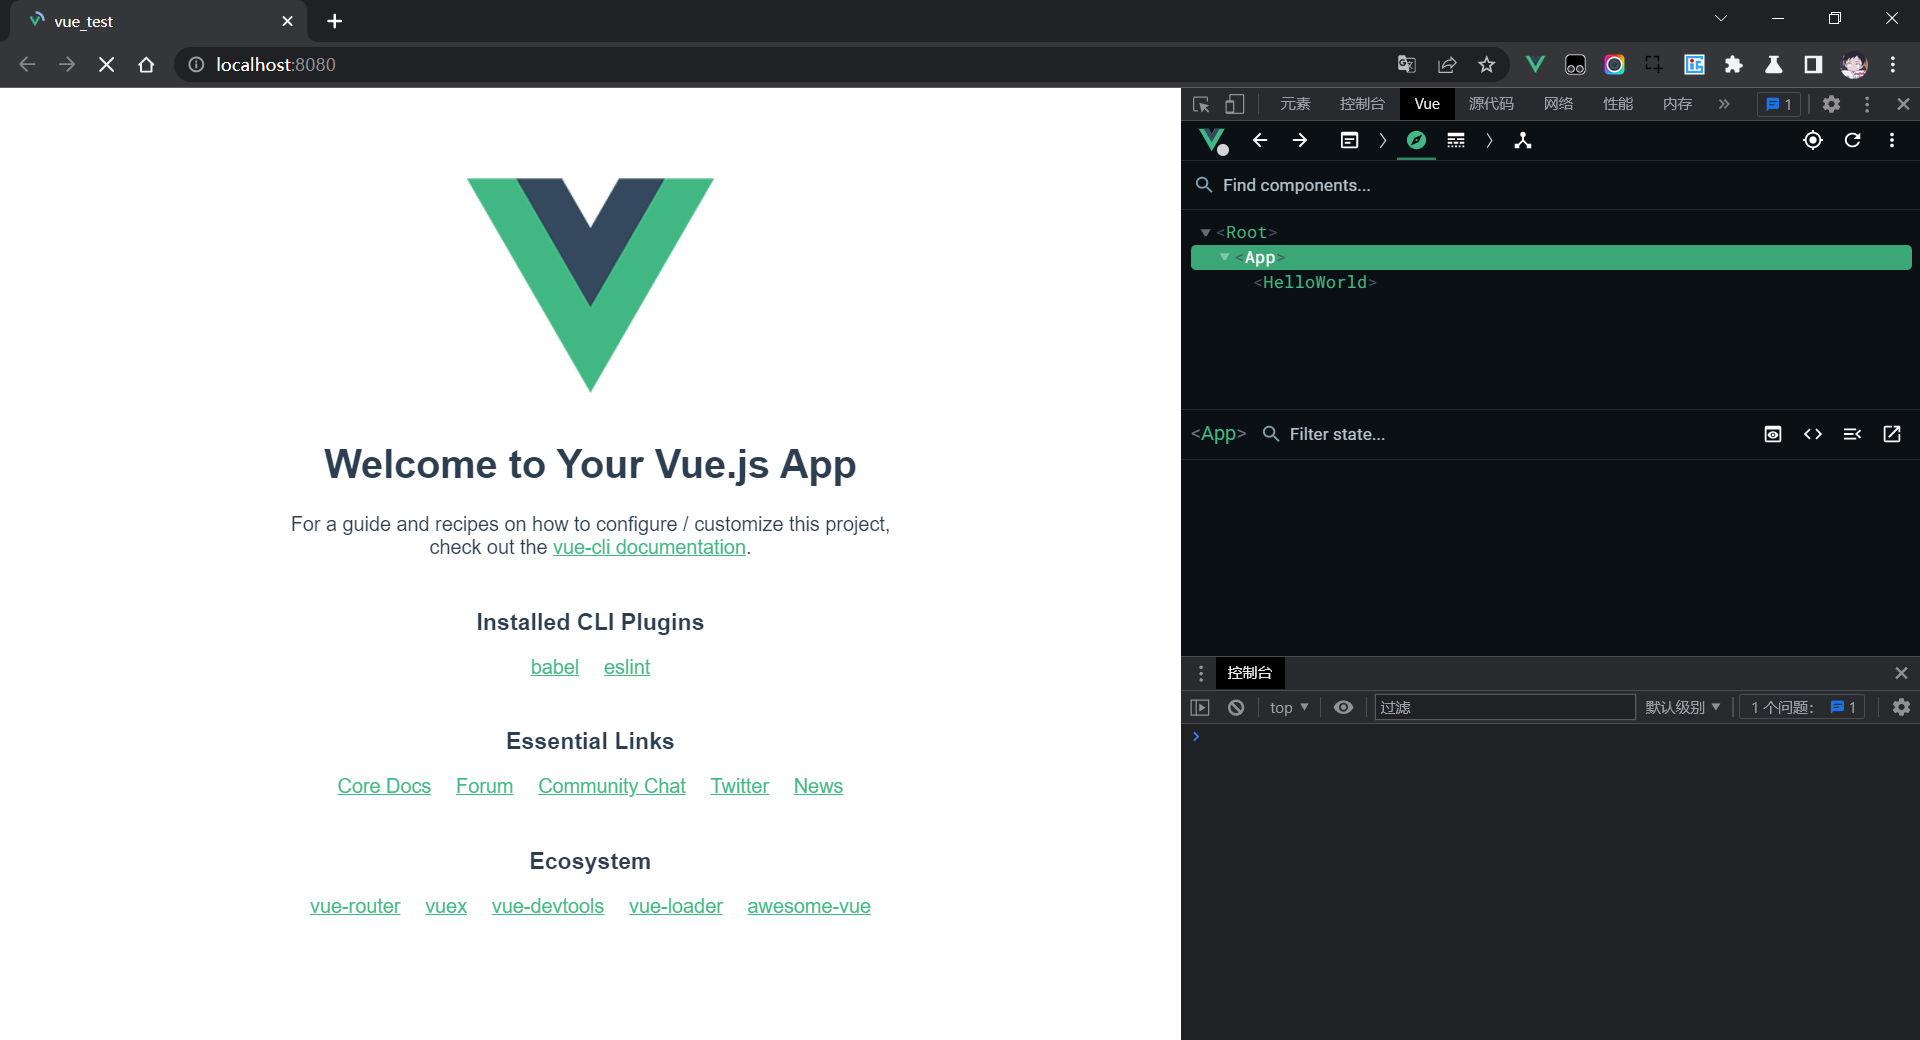 vue_test
localhost:8080
元素 控制台 Vue 源代码 网络 性能 内存 1
Find components...
<Root>
<App>
<HelloWorld>
<App> Filter state...
控制台
top 过滤 默认级别 1 个问题: 1
Welcome to Your Vue.js App
For a guide and recipes on how to configure / customize this project,
check out the vue-cli documentation.
Installed CLI Plugins
babel eslint
Essential Links
Core Docs Forum Community Chat Twitter News
Ecosystem
vue-router vuex vue-devtools vue-loader awesome-vue